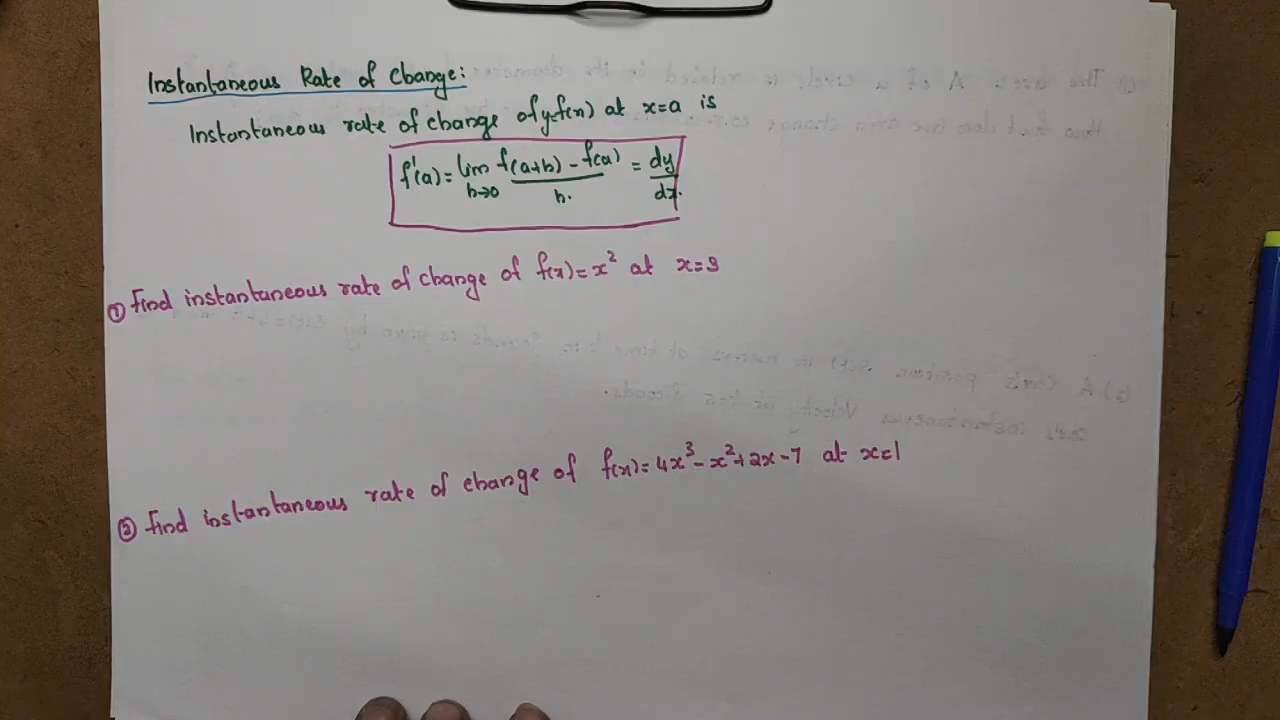 Instantaneous Rate of Change:
Instantaneous rate of change of y=f(x) at x=a is
f'(a) = lim h→0 f(a+h) - f(a) / h. = dy/dx.
① Find instantaneous rate of change of f(x)=x² at x=3
② Find instantaneous rate of change of f(x)=4x³-x²+2x-7 at x=1